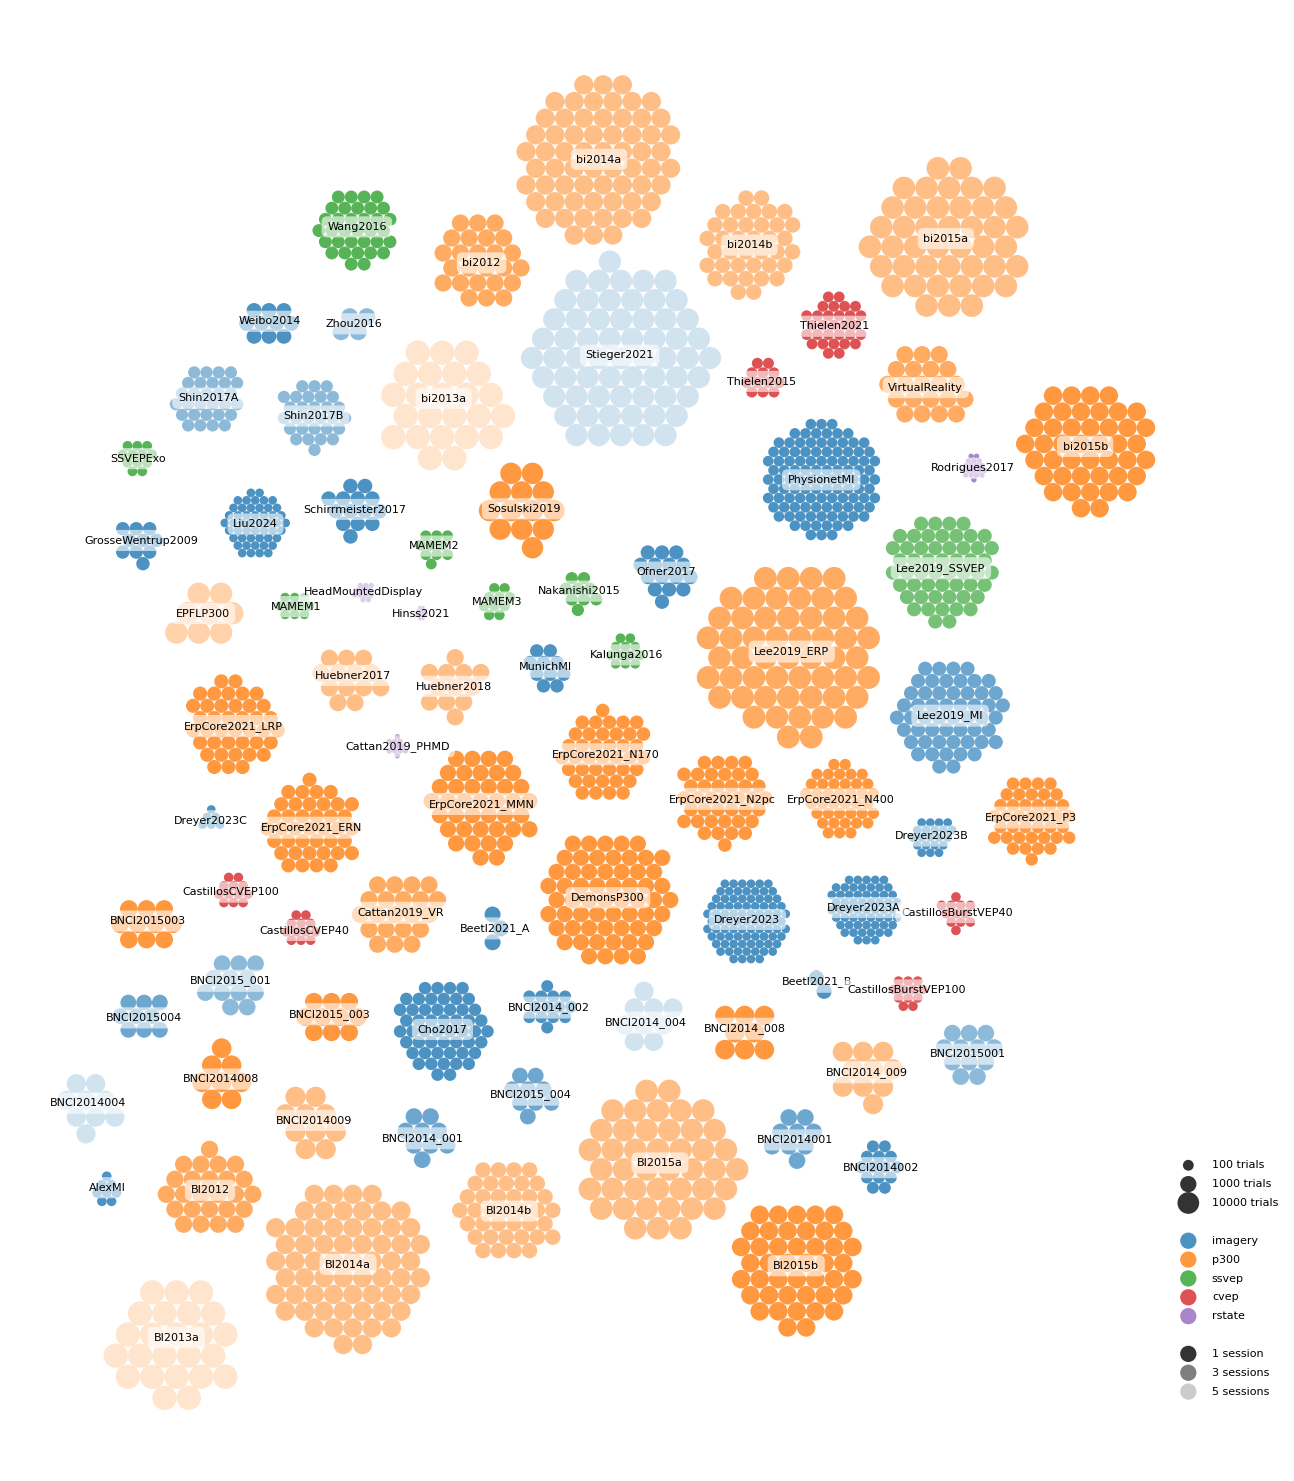 bi2014a
Wang2016
bi2015a
bi2014b
bi2012
Weibo2014
Zhou2016
Thielen2021
Stieger2021
Thielen2015
VirtualReality
Shin2017A
bi2013a
Shin2017B
bi2015b
SSVEPExo
Rodrigues2017
PhysionetMI
Schirrmeister2017
Sosulski2019
Liu2024
GrosseWentrup2009
MAMEM2
Lee2019_SSVEP
Ofner2017
HeadMountedDisplay
Nakanishi2015
MAMEM3
MAMEM1
EPFLP300
Hinss2021
Lee2019_ERP
Kalunga2016
MunichMI
Huebner2017
Huebner2018
Lee2019_MI
ErpCore2021_LRP
Cattan2019_PHMD
ErpCore2021_N170
ErpCore2021_N2pc
ErpCore2021_N400
ErpCore2021_MMN
ErpCore2021_P3
Dreyer2023C
ErpCore2021_ERN
Dreyer2023B
CastillosCVEP100
DemonsP300
Dreyer2023A
CastillosBurstVEP40
Cattan2019_VR
BNCI2015003
Dreyer2023
Beetl2021_A
CastillosCVEP40
BNCI2015_001
Beetl2021_B
CastillosBurstVEP100
BNCI2014_002
BNCI2015_003
BNCI2015004
BNCI2014_004
BNCI2014_008
Cho2017
BNCI2015001
BNCI2014_009
BNCI2014008
BNCI2015_004
BNCI2014004
BNCI2014009
BNCI2014_001
BNCI2014001
BI2015a
BNCI2014002
AlexMI
BI2012
BI2014b
BI2014a
BI2015b
BI2013a
100 trials
1000 trials
10000 trials
imagery
p300
ssvep
cvep
rstate
1 session
3 sessions
5 sessions